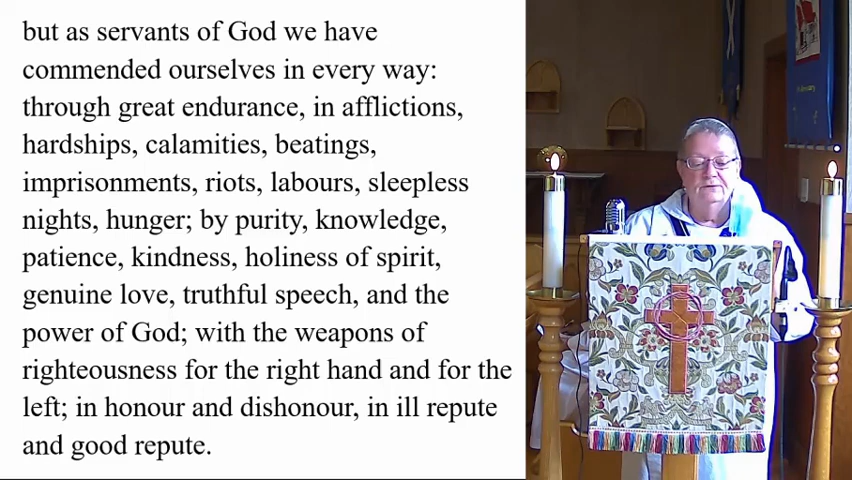 but as servants of God we have
commended ourselves in every way:
through great endurance, in afflictions,
hardships, calamities, beatings,
imprisonments, riots, labours, sleepless
nights, hunger; by purity, knowledge,
patience, kindness, holiness of spirit,
genuine love, truthful speech, and the
power of God; with the weapons of
righteousness for the right hand and for the
left; in honour and dishonour, in ill repute
and good repute.